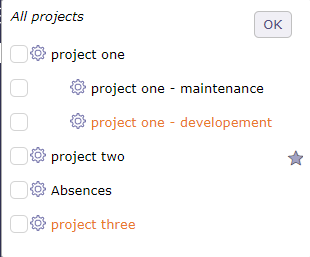 All projects
OK
project one
project one - maintenance
project one - developement
project two
Absences
project three